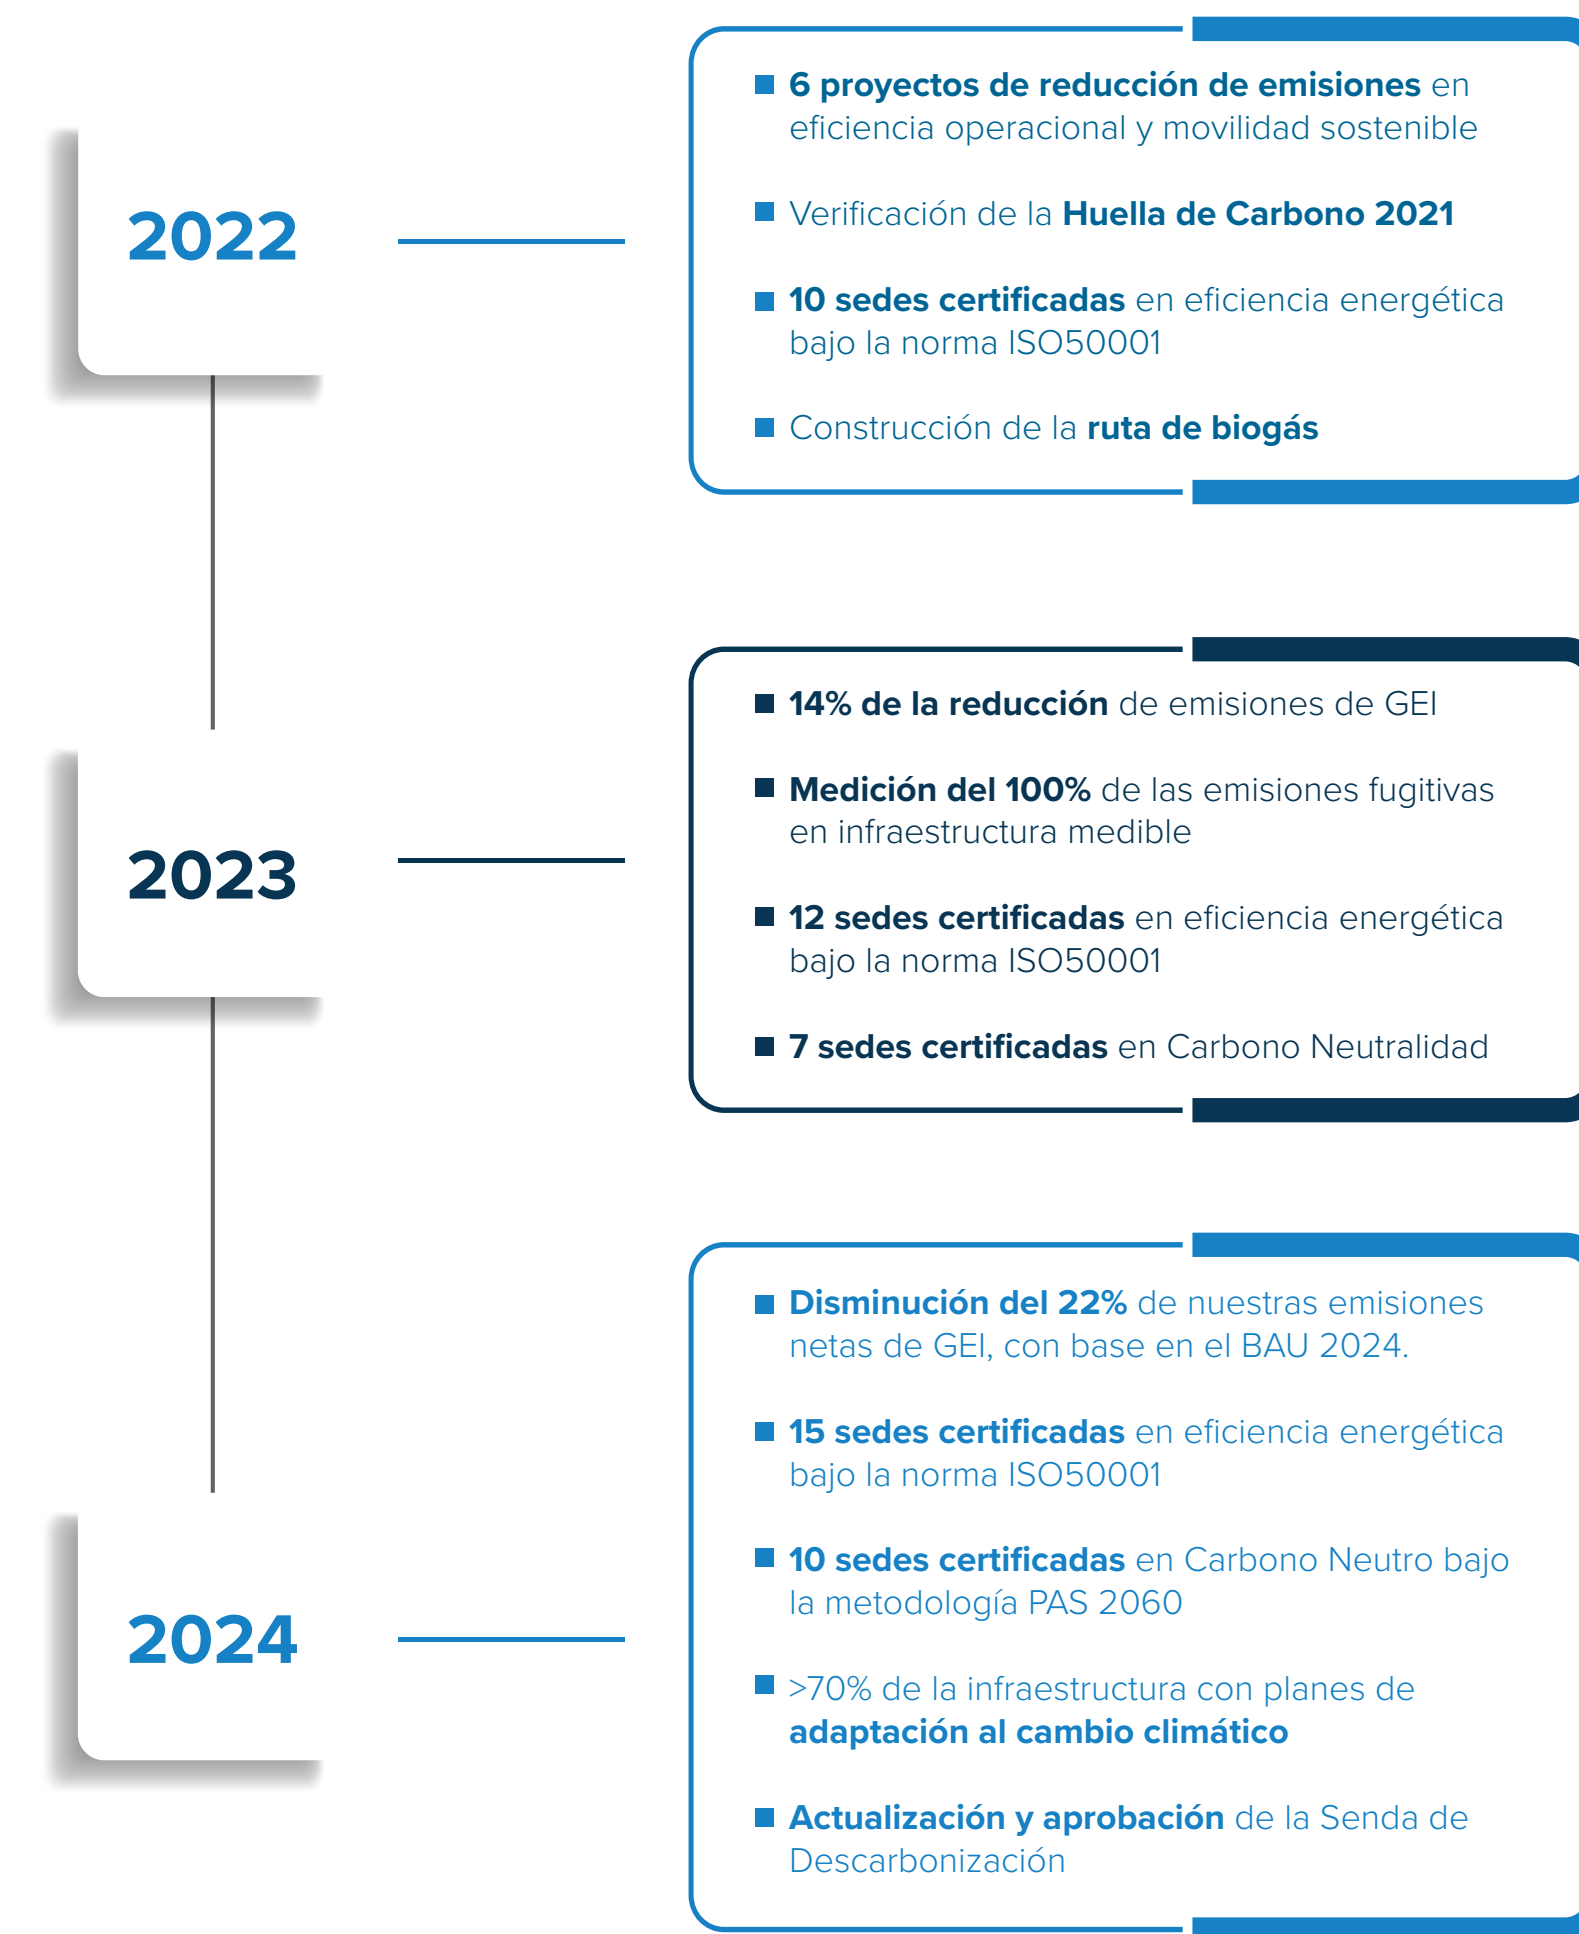 2022
6 proyectos de reducción de emisiones en
eficiencia operacional y movilidad sostenible
Verificación de la Huella de Carbono 2021
10 sedes certificadas en eficiencia energética
bajo la norma ISO50001
Construcción de la ruta de biogás
2023
14% de la reducción de emisiones de GEI
Medición del 100% de las emisiones fugitivas
en infraestructura medible
12 sedes certificadas en eficiencia energética
bajo la norma ISO50001
7 sedes certificadas en Carbono Neutralidad
2024
Disminución del 22% de nuestras emisiones
netas de GEI, con base en el BAU 2024.
15 sedes certificadas en eficiencia energética
bajo la norma ISO50001
10 sedes certificadas en Carbono Neutro bajo
la metodología PAS 2060
>70% de la infraestructura con planes de
adaptación al cambio climático
Actualización y aprobación de la Senda de
Descarbonización